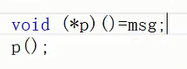 void (*p)()=msg;
p();